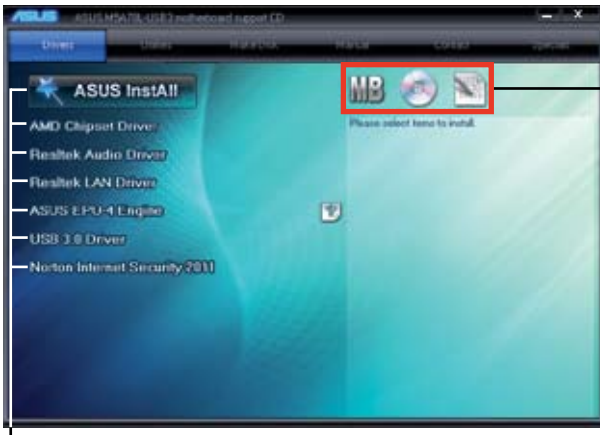 ASUS ASUS M5A78L-USB3 motherboard support CD
Drivers Utilities Make Disk Manual Contact Specials
ASUS InstAll
MB
AMD Chipset Driver
Please select items to install.
Realtek Audio Driver
Realtek LAN Driver
ASUS EPU-4 Engine
USB 3.0 Driver
Norton Internet Security 2011